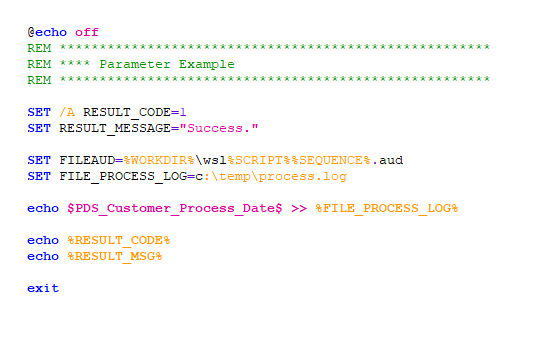 @echo off
REM ******************************************************
REM **** Parameter Example
REM ******************************************************
SET /A RESULT_CODE=1
SET RESULT_MESSAGE="Success."
SET FILEAUD=%WORKDIR%\wsl%SCRIPT%%SEQUENCE%.aud
SET FILE_PROCESS_LOG=c:\temp\process.log
echo $PDS_Customer_Process_Date$ >> %FILE_PROCESS_LOG%
echo %RESULT_CODE%
echo %RESULT_MSG%
exit